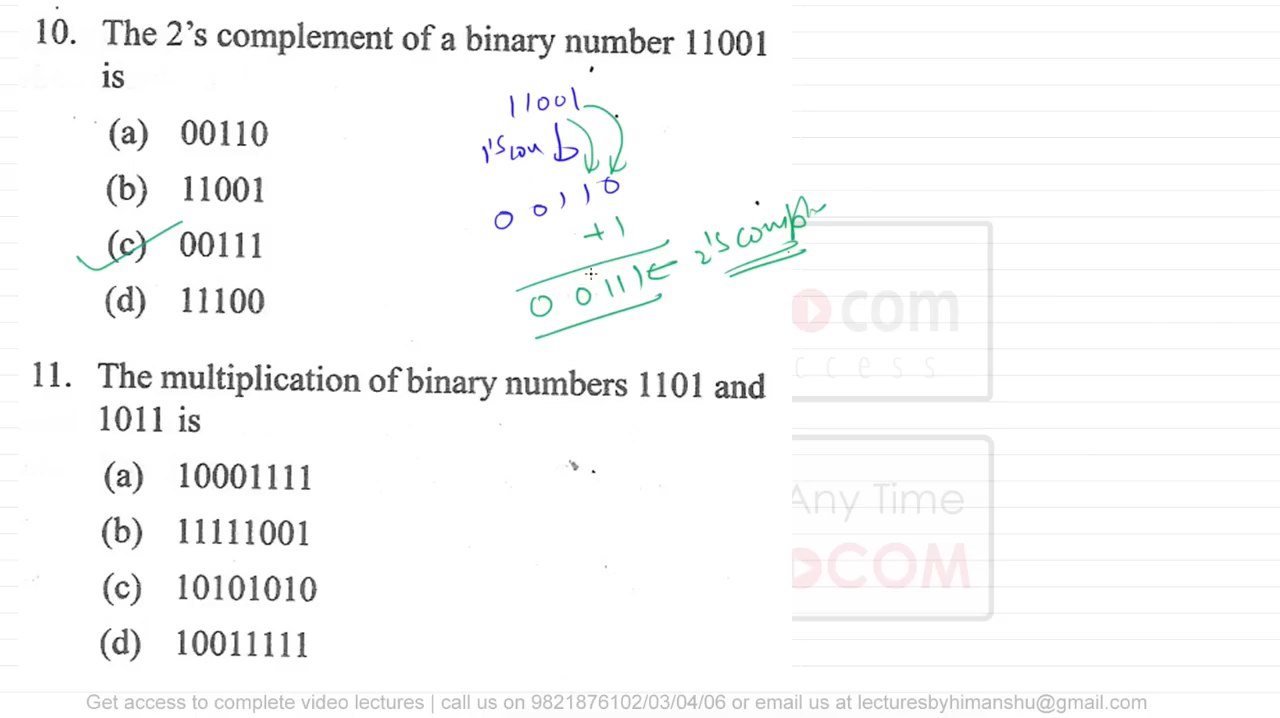 10. The 2's complement of a binary number 11001
is
(a) 00110
(b) 11001
(c) 00111
(d) 11100
11001
1's com
00110
+1
00111 ← 2's compl
com
ccess
11. The multiplication of binary numbers 1101 and
1011 is
(a) 10001111
(b) 11111001
(c) 10101010
(d) 10011111
Any Time
COM
Get access to complete video lectures | call us on 9821876102/03/04/06 or email us at lecturesbyhimanshu@gmail.com